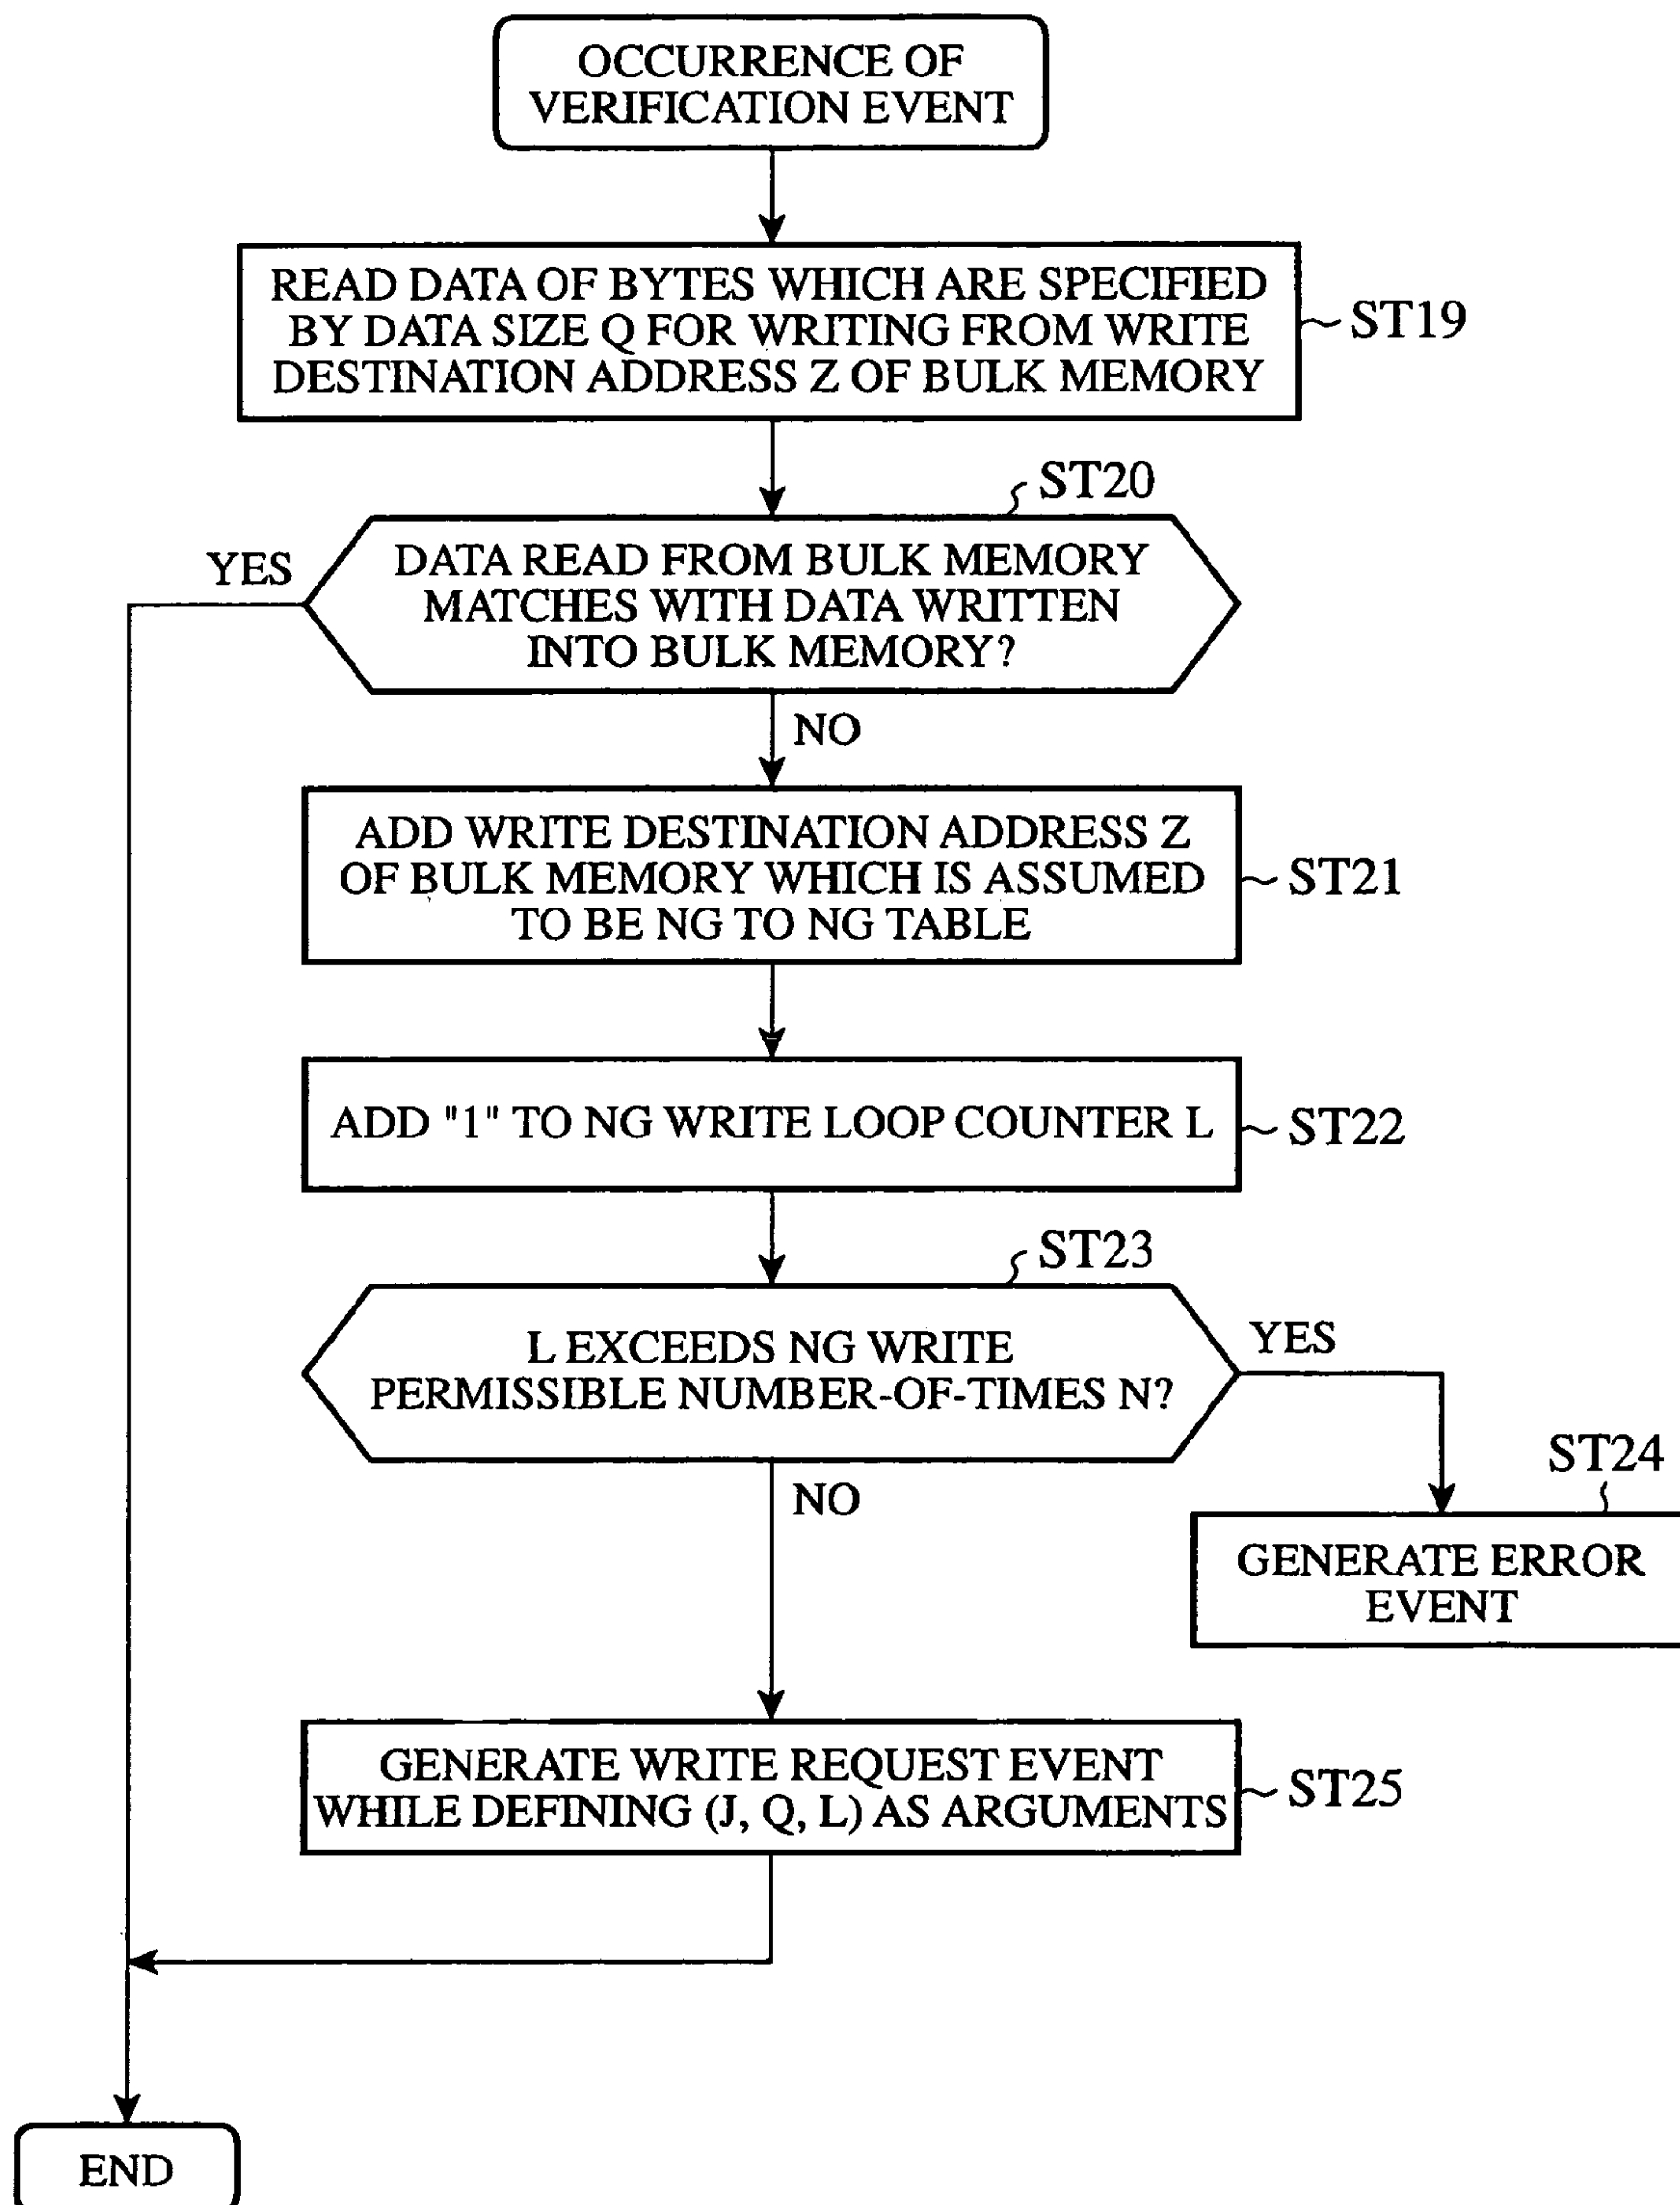 OCCURRENCE OF
VERIFICATION EVENT
READ DATA OF BYTES WHICH ARE SPECIFIED
BY DATA SIZE Q FOR WRITING FROM WRITE
DESTINATION ADDRESS Z OF BULK MEMORY
ST19
ST20
YES
DATA READ FROM BULK MEMORY
MATCHES WITH DATA WRITTEN
INTO BULK MEMORY?
NO
ADD WRITE DESTINATION ADDRESS Z
OF BULK MEMORY WHICH IS ASSUMED
TO BE NG TO NG TABLE
ST21
ADD "1" TO NG WRITE LOOP COUNTER L
ST22
ST23
L EXCEEDS NG WRITE
PERMISSIBLE NUMBER-OF-TIMES N?
YES
NO
ST24
GENERATE ERROR
EVENT
GENERATE WRITE REQUEST EVENT
WHILE DEFINING (J, Q, L) AS ARGUMENTS
ST25
END